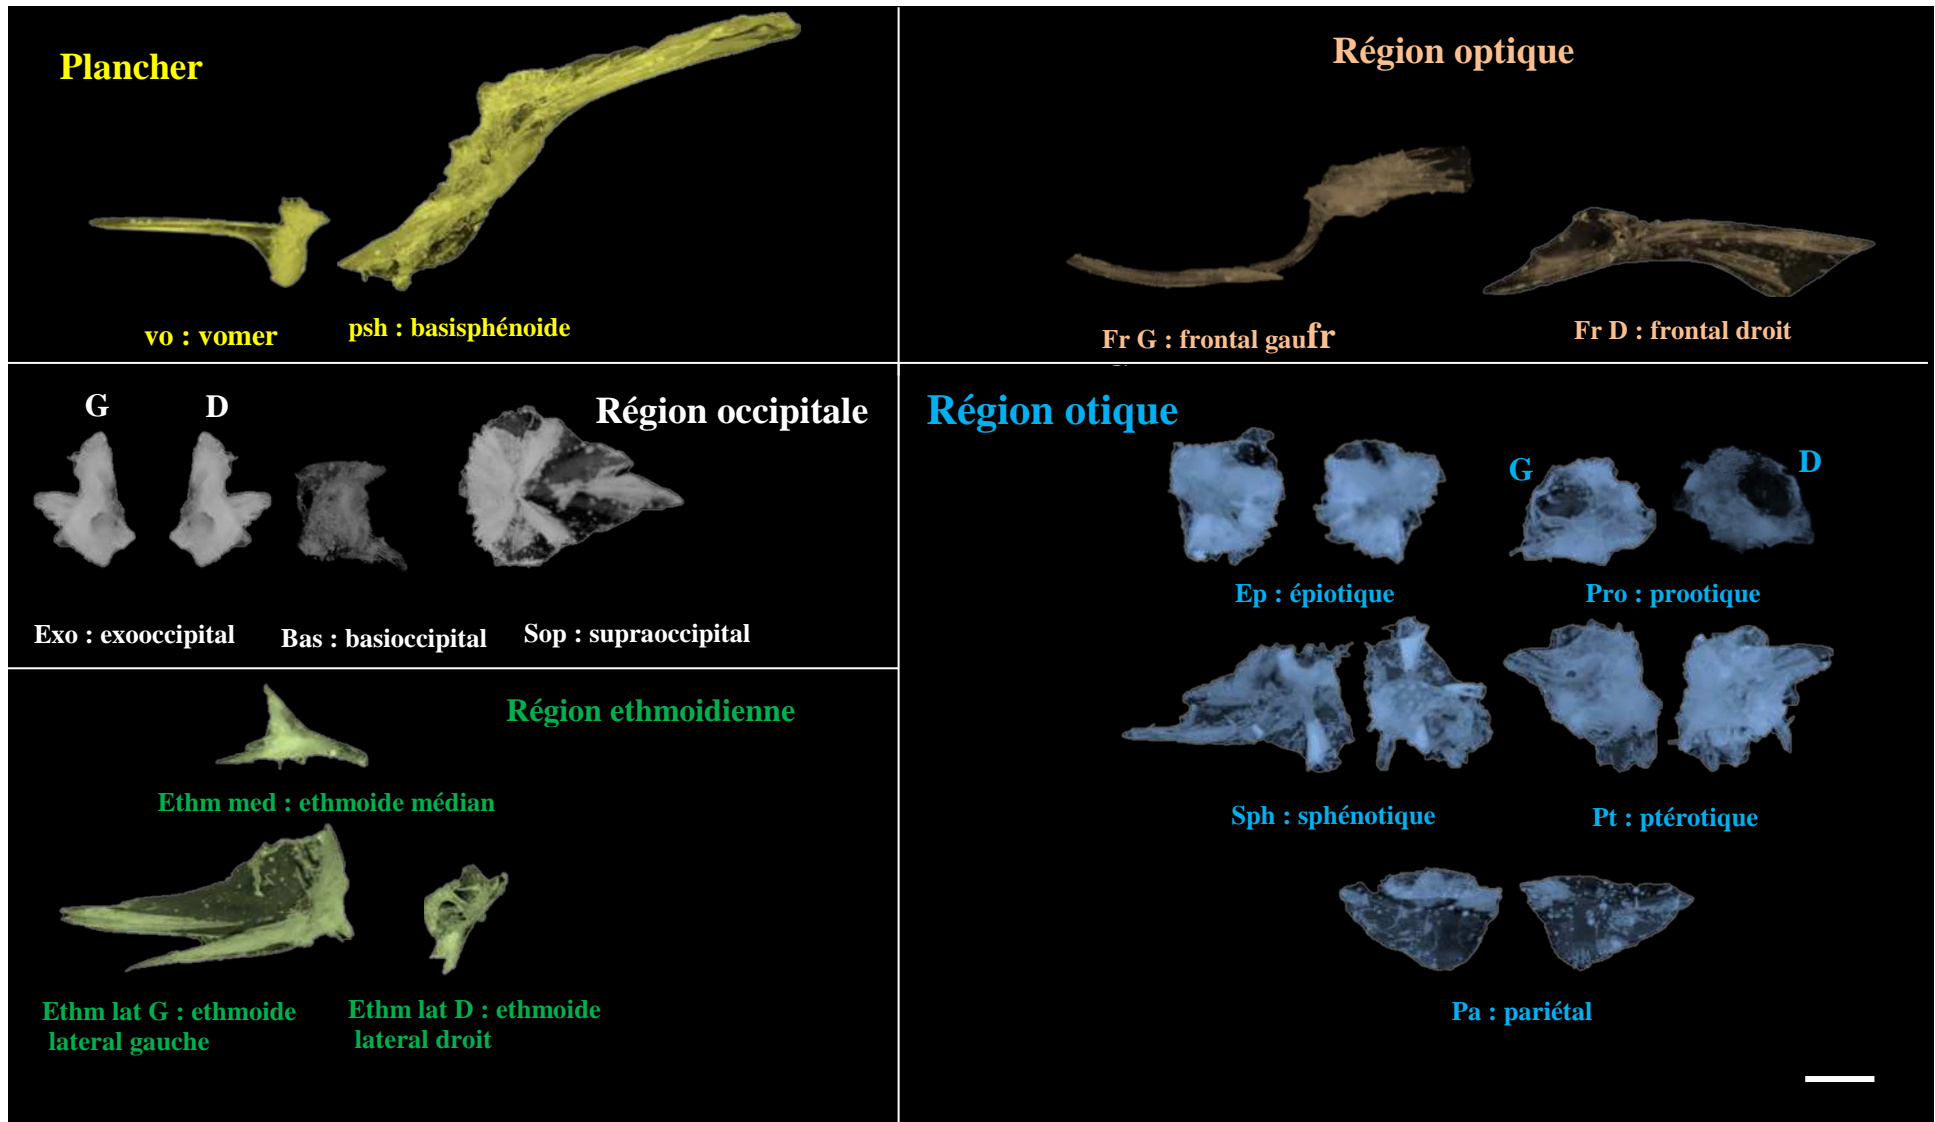 Plancher
vo : vomer
psh : basisphénoide
Région optique
Fr G : frontal gaufr
Fr D : frontal droit
G D
Région occipitale
Exo : exooccipital
Bas : basioccipital
Sop : supraoccipital
Région otique
G D
Ep : épiotique
Pro : prootique
Sph : sphénotique
Pt : ptérotique
Pa : pariétal
Région ethmoidienne
Ethm med : ethmoide médian
Ethm lat G : ethmoide
lateral gauche
Ethm lat D : ethmoide
lateral droit